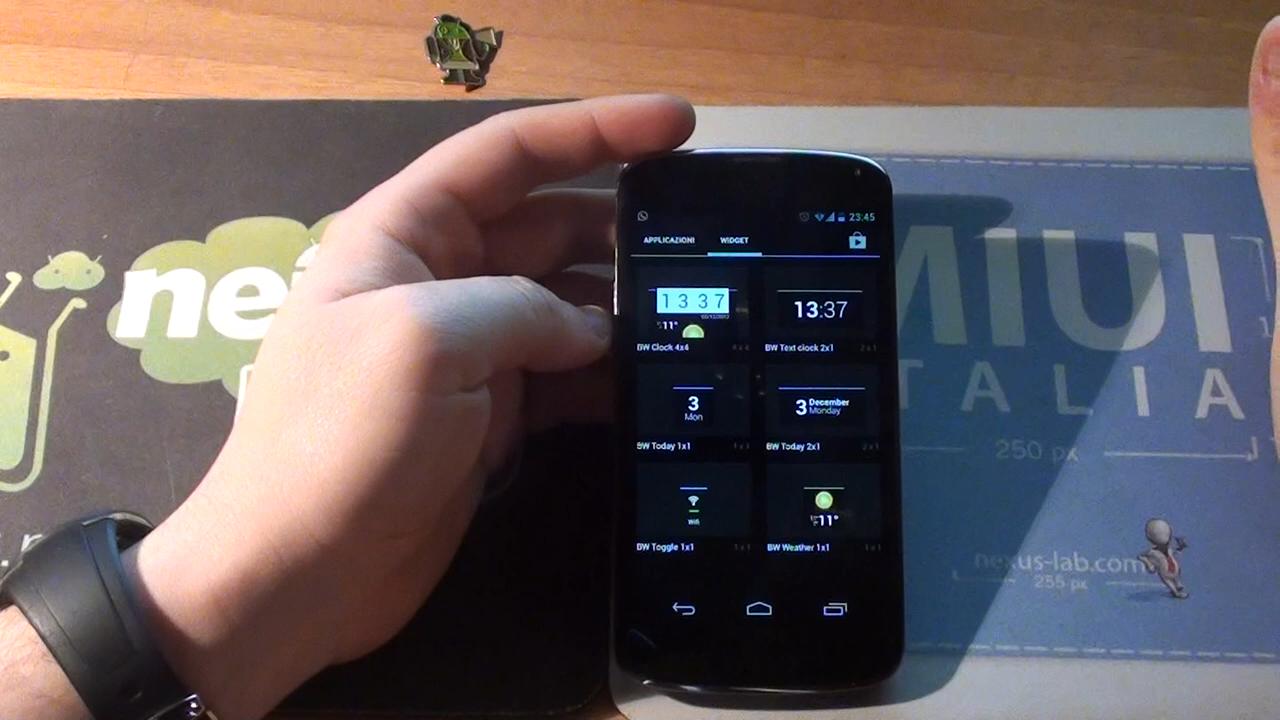 23:45
APPLICAZIONI WIDGET
1337
11°
13:37
BW Clock 4x4 4x4
BW Text clock 2x1 2x1
3
Mon
3 December
Monday
BW Today 1x1 1x1
BW Today 2x1 2x1
Wifi
11°
BW Toggle 1x1 1x1
BW Weather 1x1 1x1
MIUI
TALIA
250 px
nexus-lab.com
255 px